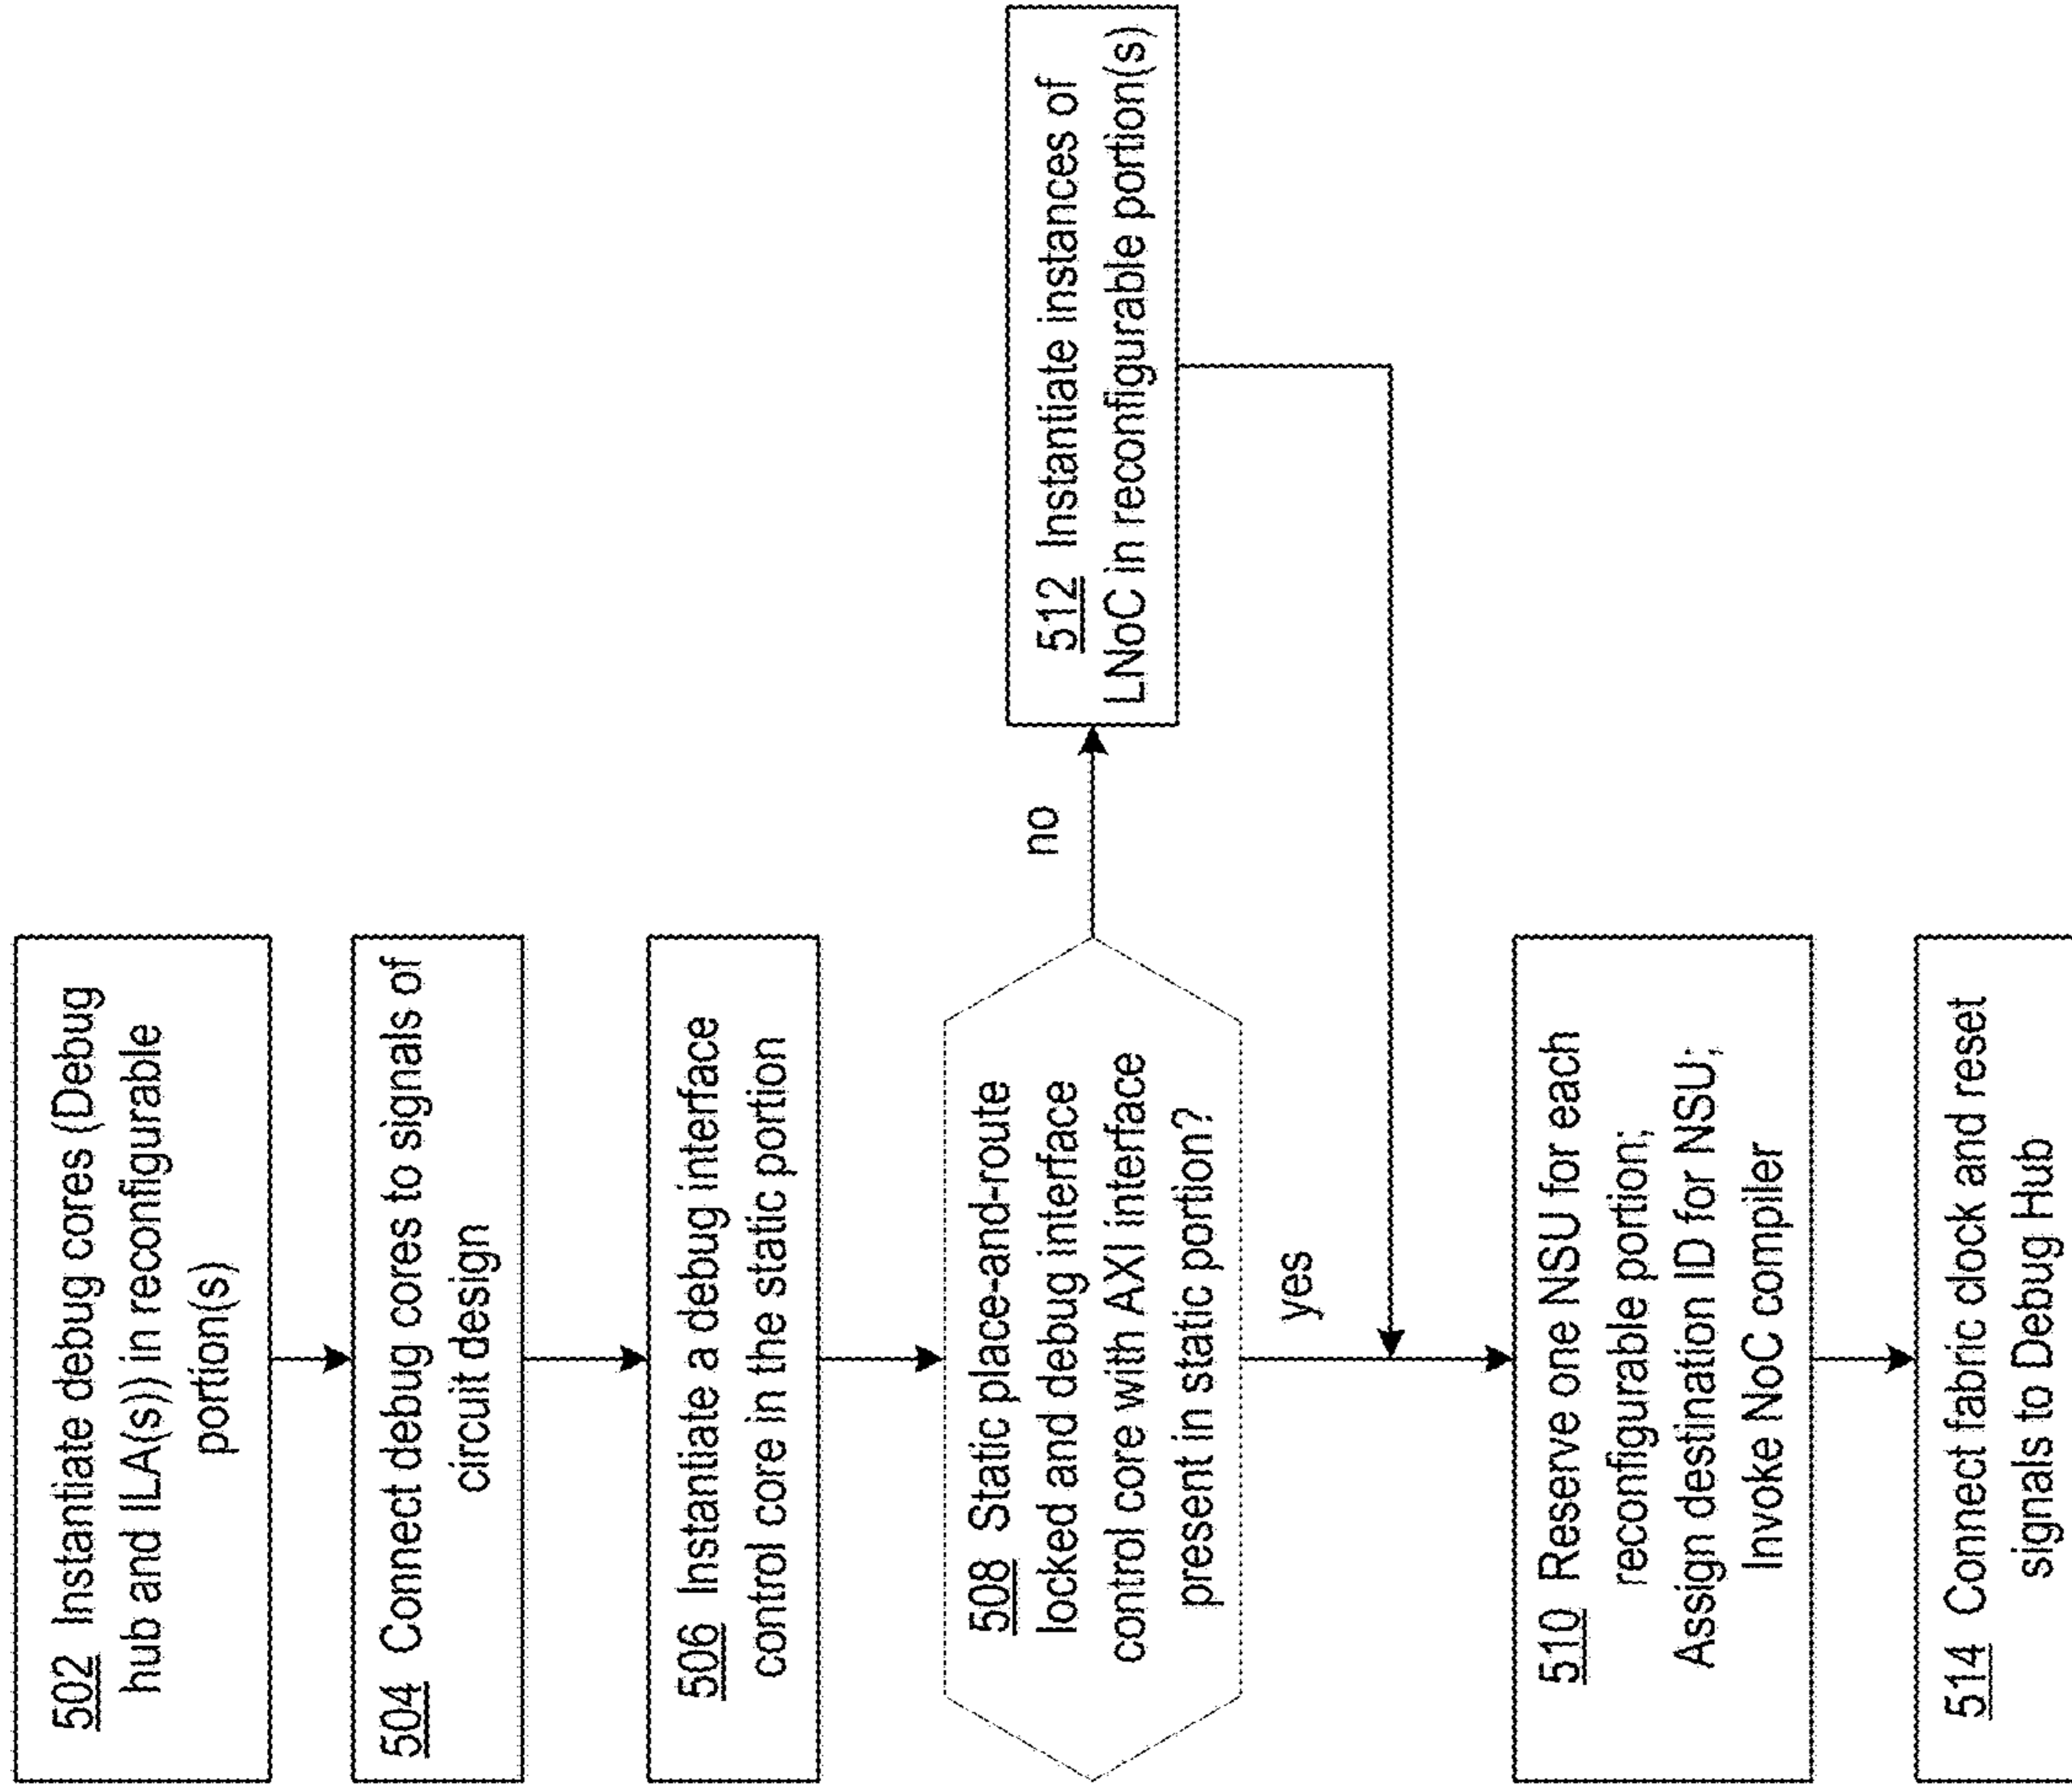 502 Instantiate debug cores (Debug
hub and ILA(s)) in reconfigurable
portion(s)
504 Connect debug cores to signals of
circuit design
506 Instantiate a debug interface
control core in the static portion
508 Static place-and-route
locked and debug interface
control core with AXI interface
present in static portion?
no
512 Instantiate instances of
LNoC in reconfigurable portion(s)
yes
510 Reserve one NSU for each
reconfigurable portion;
Assign destination ID for NSU;
Invoke NoC compiler
514 Connect fabric clock and reset
signals to Debug Hub